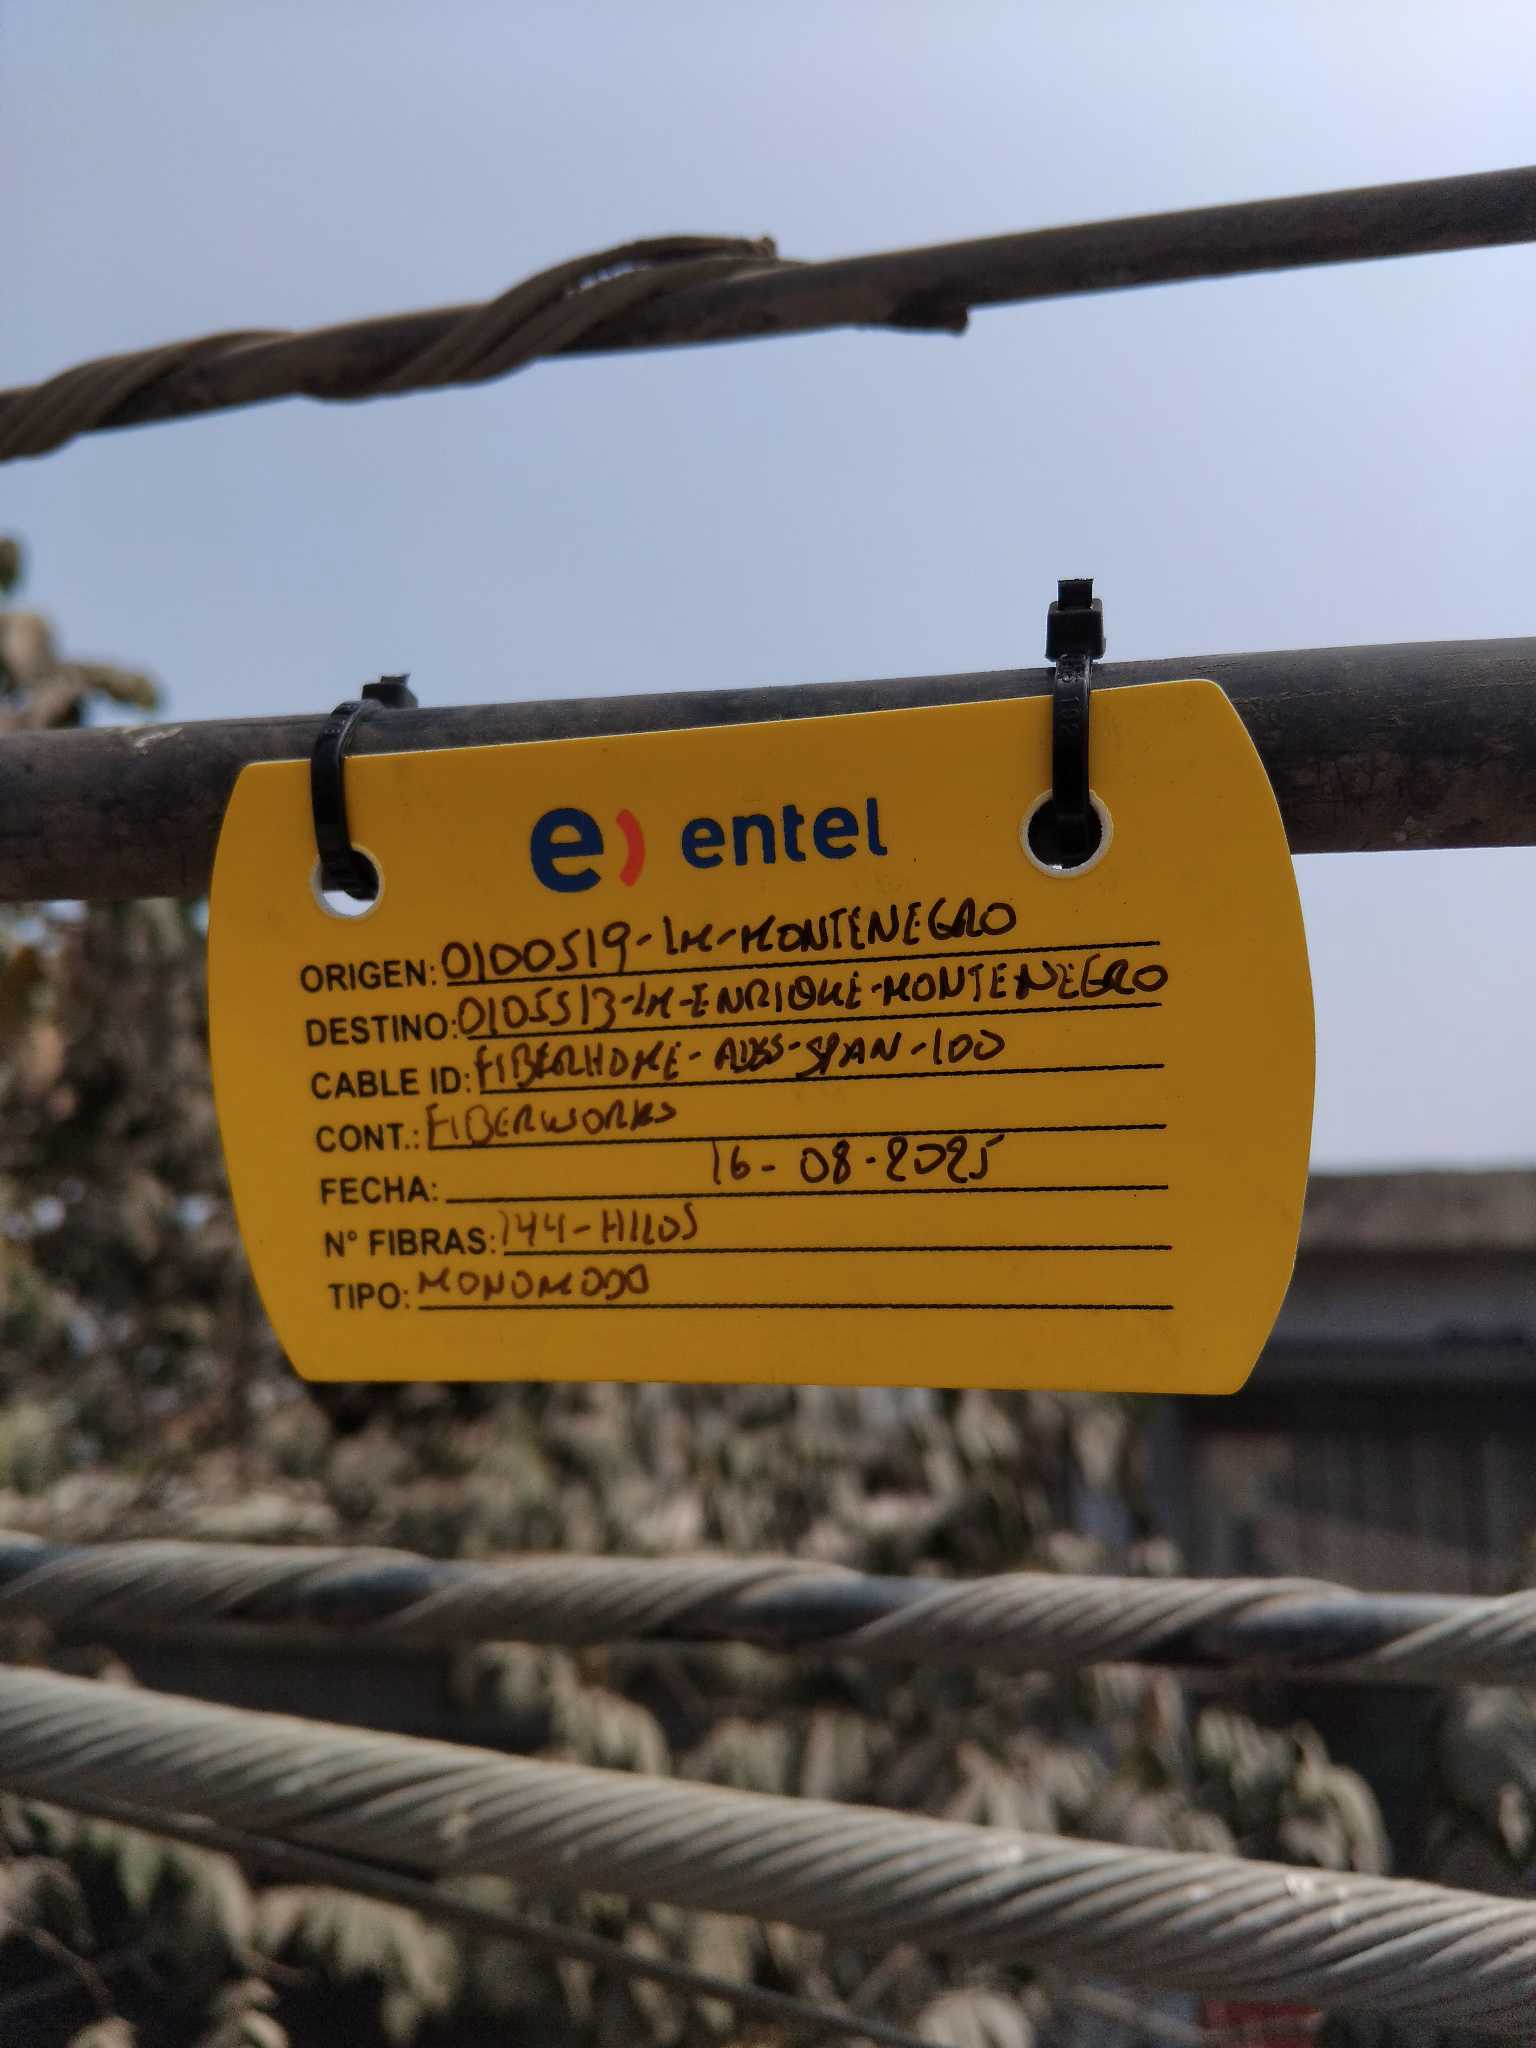 e) entel
ORIGEN: 0100519-LM-MONTENEGRO
DESTINO: 0105513-LM-ENRIQUE-MONTENEGRO
CABLE ID: FIBERHOME-ADSS-SPAN-100
CONT.: FIBERWORKS
FECHA: 16-08-2025
N° FIBRAS: 144-HILOS
TIPO: MONOMODO